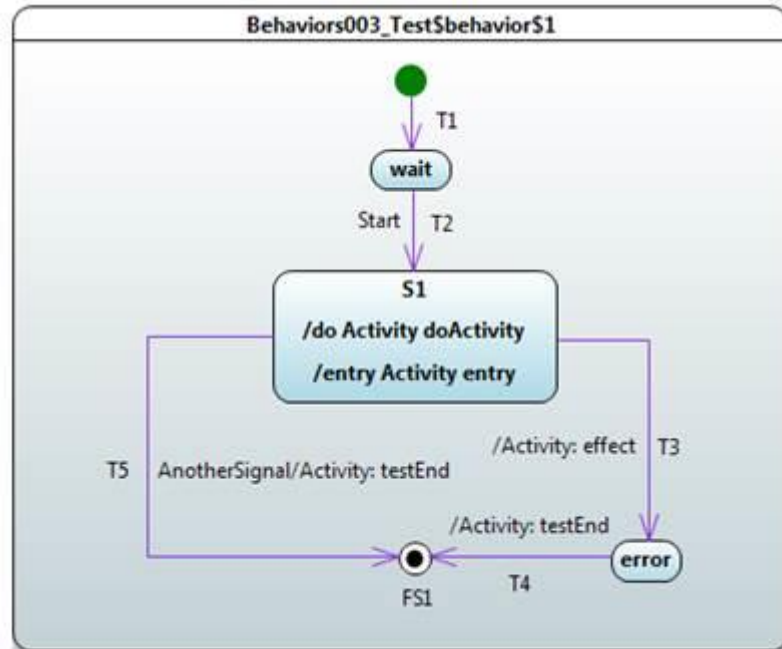 Behaviors003_Test$behavior$1
T1
wait
Start T2
S1
/do Activity doActivity
/entry Activity entry
/Activity: effect T3
T5 AnotherSignal/Activity: testEnd
/Activity: testEnd
error
T4
FS1